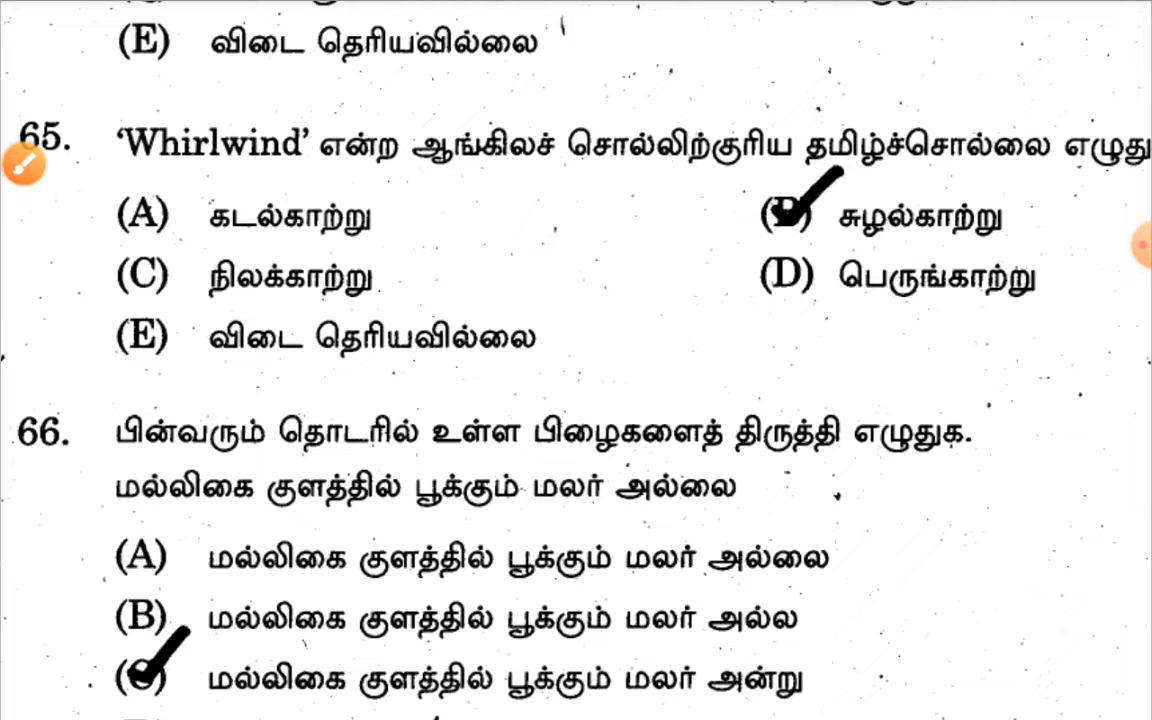 (E) விடை தெரியவில்லை
65. 'Whirlwind' என்ற ஆங்கிலச் சொல்லிற்குரிய தமிழ்ச்சொல்லை எழுது
(A) கடல்காற்று (B) சுழல்காற்று
(C) நிலக்காற்று (D) பெருங்காற்று
(E) விடை தெரியவில்லை
66. பின்வரும் தொடரில் உள்ள பிழைகளைத் திருத்தி எழுதுக.
மல்லிகை குளத்தில் பூக்கும் மலர் அல்லை
(A) மல்லிகை குளத்தில் பூக்கும் மலர் அல்லை
(B) மல்லிகை குளத்தில் பூக்கும் மலர் அல்ல
(C) மல்லிகை குளத்தில் பூக்கும் மலர் அன்று